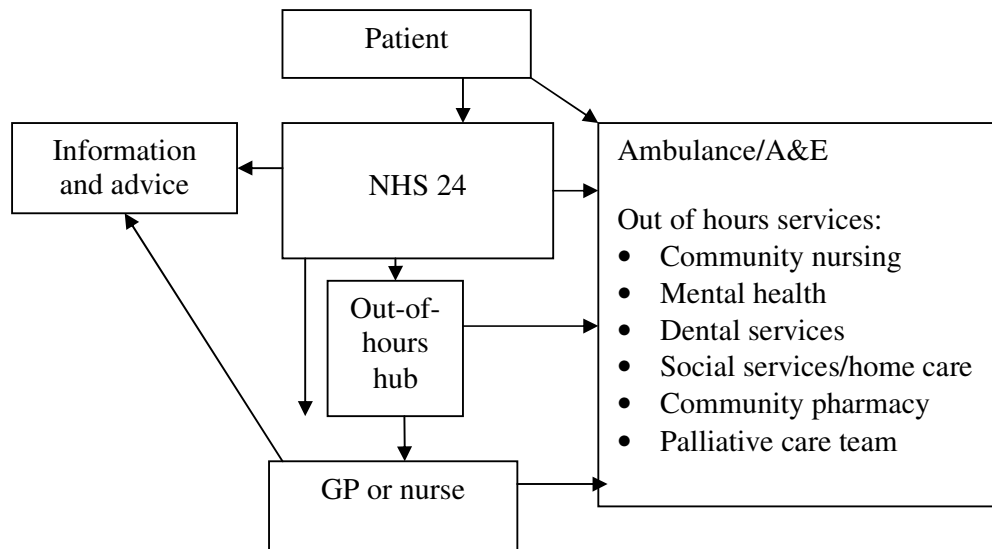 Patient
Information
and advice
NHS 24
Ambulance/A&E
Out of hours services:
• Community nursing
• Mental health
• Dental services
• Social services/home care
• Community pharmacy
• Palliative care team
Out-of-
hours
hub
GP or nurse